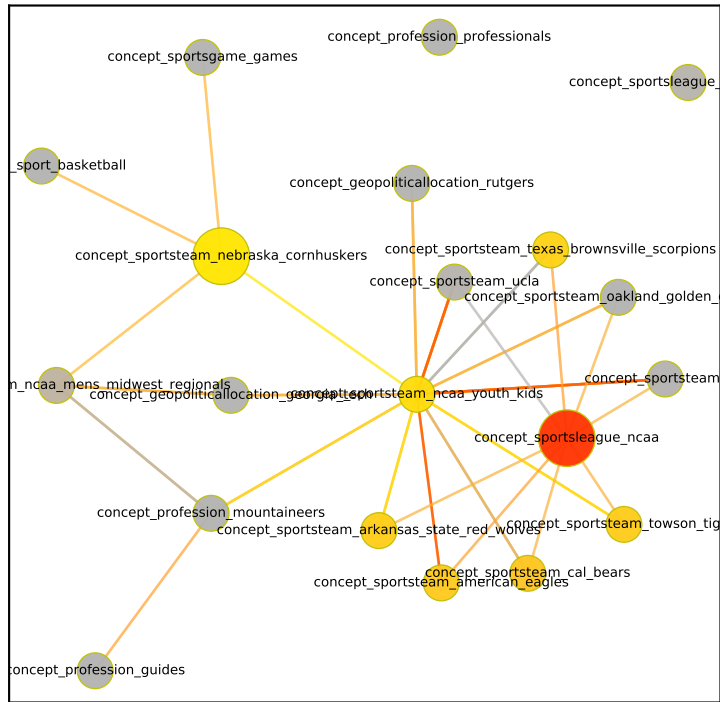 concept_profession_professionals
concept_sportsgame_games
concept_sportsleague_
_sport_basketball
concept_geopoliticallocation_rutgers
concept_sportsteam_texas_brownsville_scorpions
concept_sportsteam_nebraska_cornhuskers
concept_sportsteam_ucla
concept_sportsteam_oakland_golden_
concept_sportsteam
m_ncaa_mens_midwest_regionals
concept_geopoliticallocation_georgia_tech
concept_sportsteam_ncaa_youth_kids
concept_sportsleague_ncaa
concept_profession_mountaineers
concept_sportsteam_arkansas_state_red_wolves
concept_sportsteam_towson_tig
concept_sportsteam_cal_bears
concept_sportsteam_american_eagles
concept_profession_guides